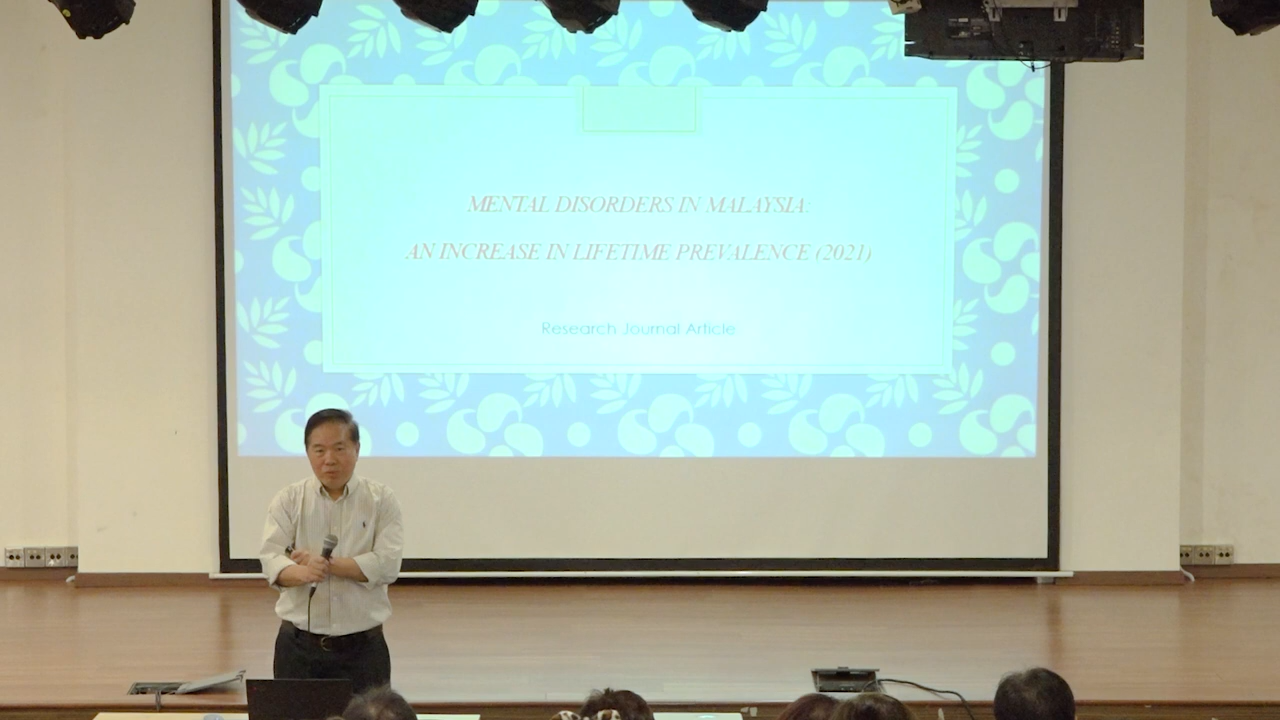 MENTAL DISORDERS IN MALAYSIA:
AN INCREASE IN LIFETIME PREVALENCE (2021)
Research Journal Article